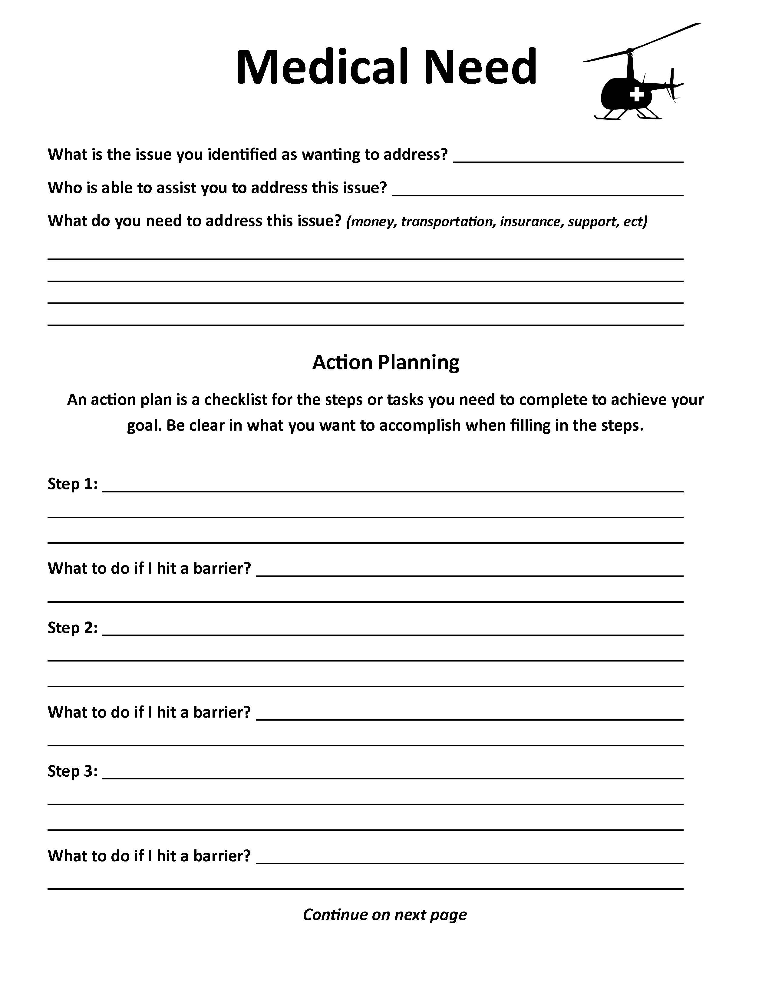 Medical Need
What is the issue you identified as wanting to address?
Who is able to assist you to address this issue?
What do you need to address this issue? (money, transportation, insurance, support, ect)
Action Planning
An action plan is a checklist for the steps or tasks you need to complete to achieve your
goal. Be clear in what you want to accomplish when filling in the steps.
Step 1:
What to do if I hit a barrier?
Step 2:
What to do if I hit a barrier?
Step 3:
What to do if I hit a barrier?
Continue on next page